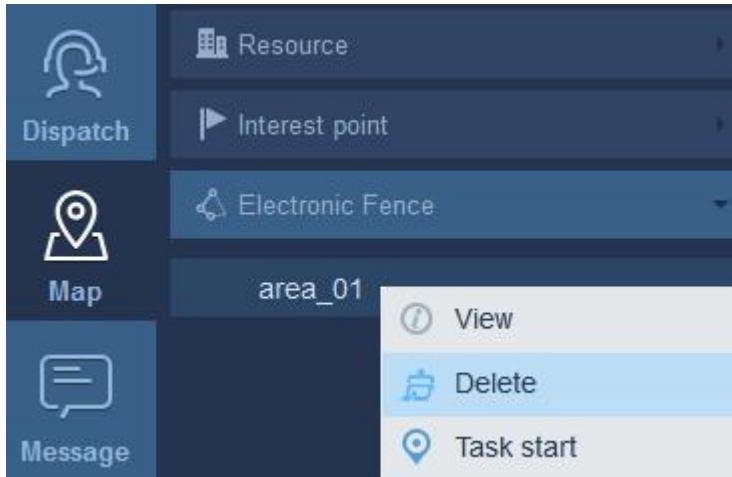 Dispatch
Map
Message
Resource
Interest point
Electronic Fence
area_01
View
Delete
Task start